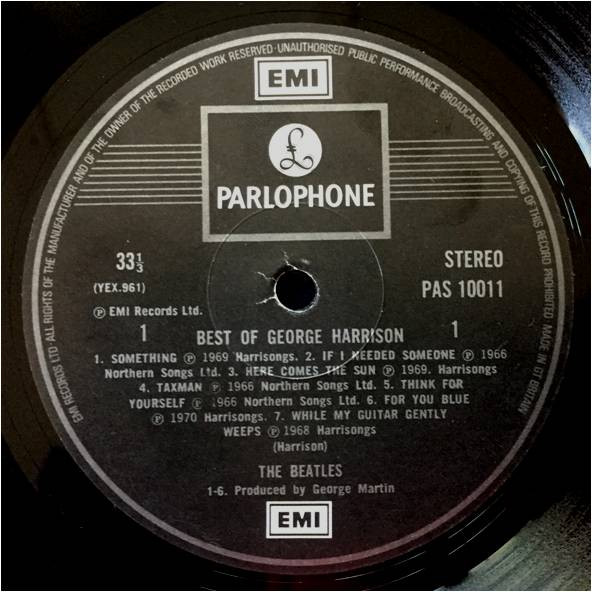 EMI RECORDS LTD · ALL RIGHTS OF THE MANUFACTURER AND OF THE OWNER OF THE RECORDED WORK RESERVED · UNAUTHORISED PUBLIC PERFORMANCE BROADCASTING AND COPYING OF THIS RECORD PROHIBITED MADE IN GT BRITAIN
EMI
£
PARLOPHONE
33⅓
STEREO
(YEX.961)
PAS 10011
℗ EMI Records Ltd.
1
BEST OF GEORGE HARRISON
1
1. SOMETHING ℗ 1969 Harrisongs. 2. IF I NEEDED SOMEONE ℗ 1966
Northern Songs Ltd. 3. HERE COMES THE SUN ℗ 1969. Harrisongs
4. TAXMAN ℗ 1966 Northern Songs Ltd. 5. THINK FOR
YOURSELF ℗ 1966 Northern Songs Ltd. 6. FOR YOU BLUE
℗ 1970 Harrisongs. 7. WHILE MY GUITAR GENTLY
WEEPS ℗ 1968 Harrisongs
(Harrison)
THE BEATLES
1-6. Produced by George Martin
EMI